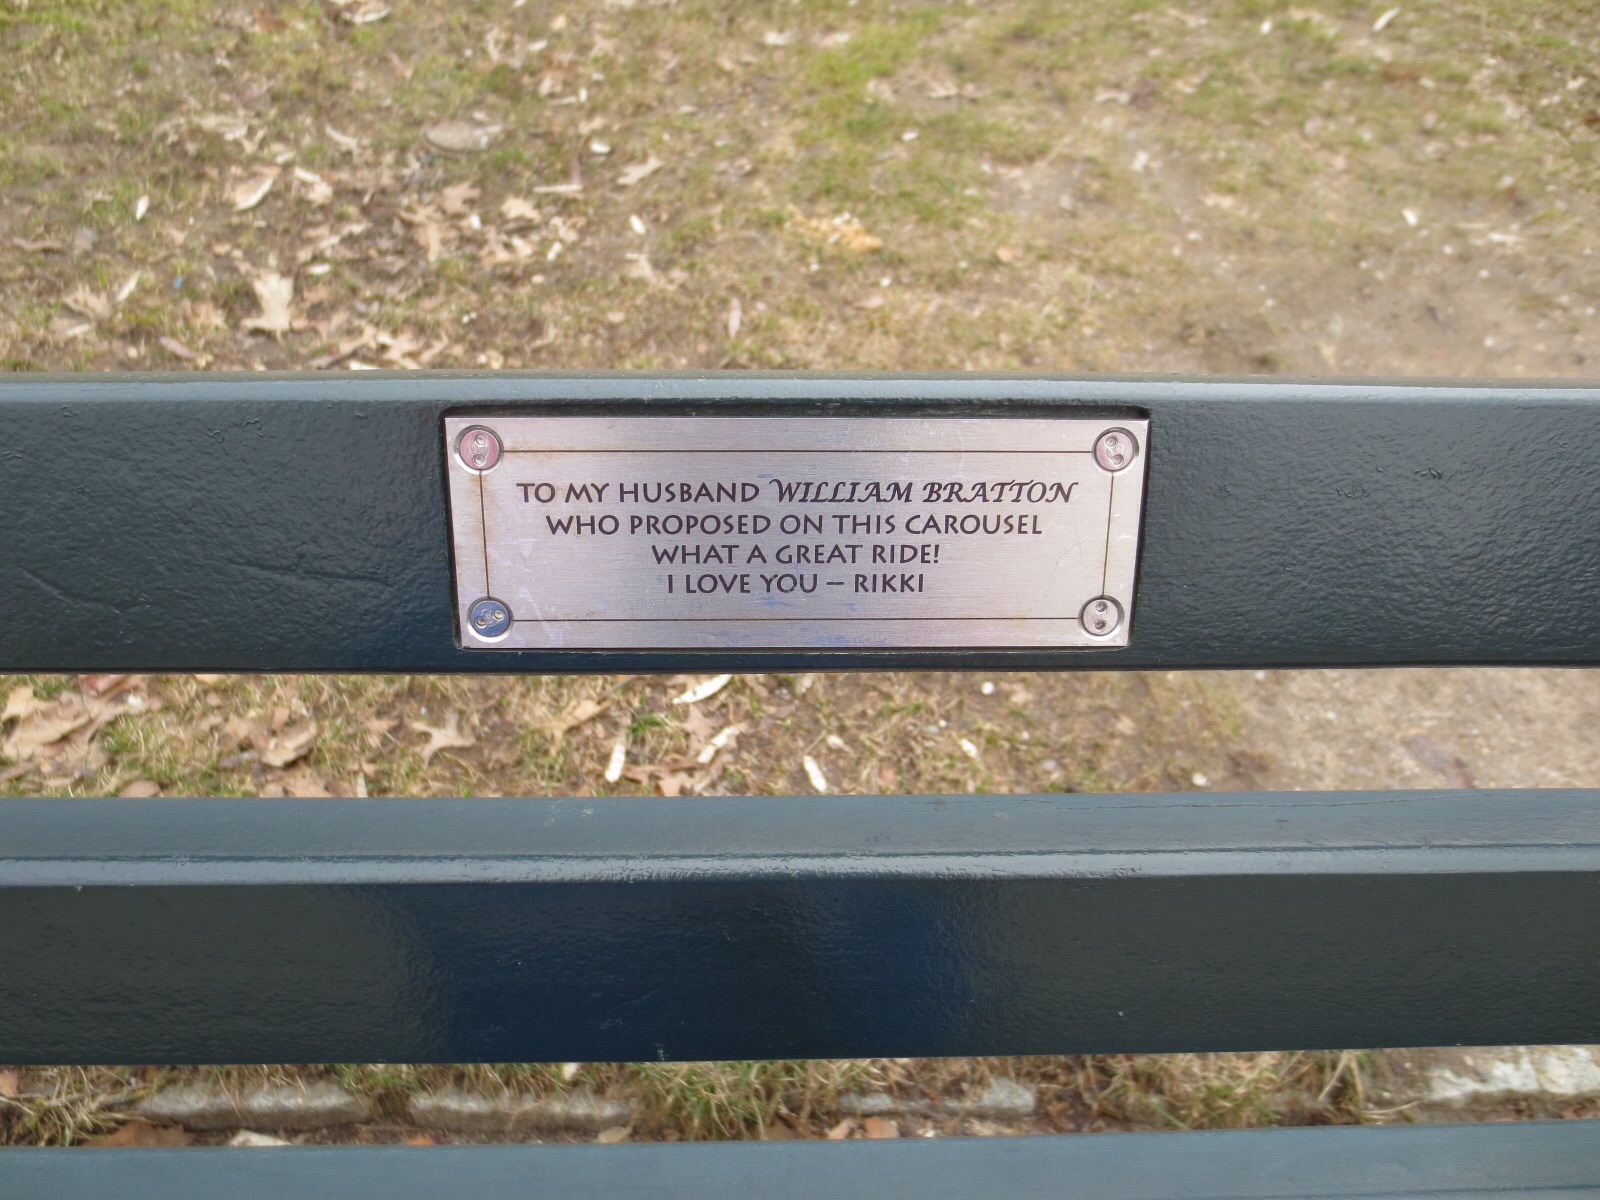 TO MY HUSBAND WILLIAM BRATTON
WHO PROPOSED ON THIS CAROUSEL
WHAT A GREAT RIDE!
I LOVE YOU – RIKKI